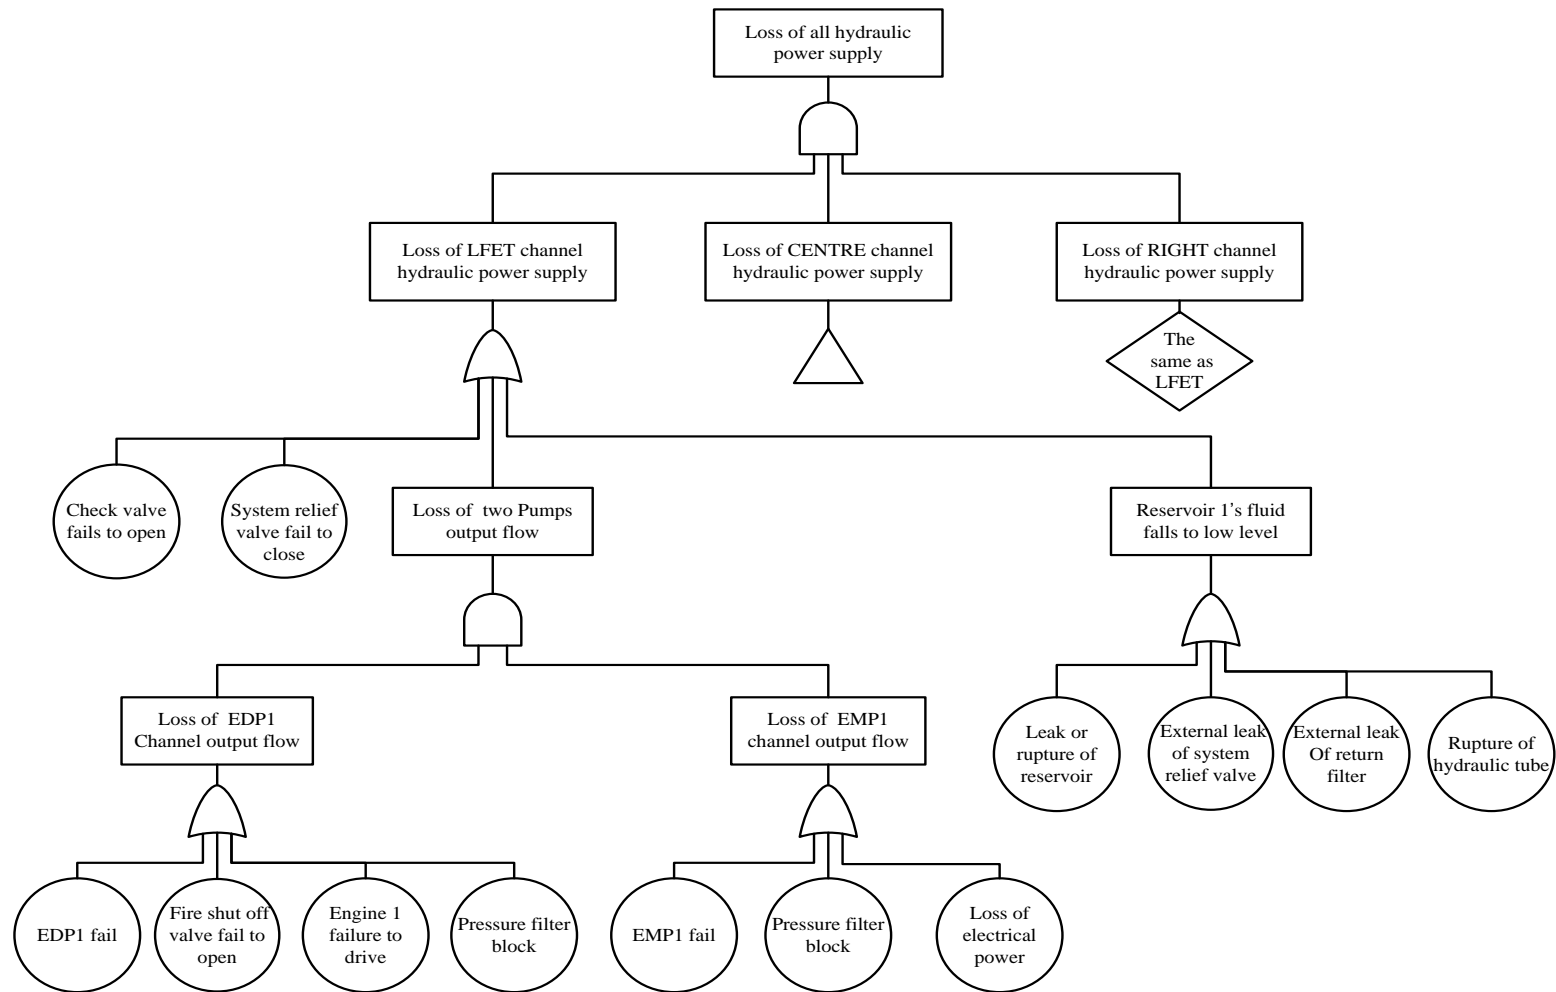 Loss of all hydraulic
power supply
Loss of LFET channel
hydraulic power supply
Loss of CENTRE channel
hydraulic power supply
Loss of RIGHT channel
hydraulic power supply
The
same as
LFET
Check valve
fails to open
System relief
valve fail to
close
Loss of two Pumps
output flow
Reservoir 1's fluid
falls to low level
Loss of EDP1
Channel output flow
Loss of EMP1
channel output flow
Leak or
rupture of
reservoir
External leak
of system
relief valve
External leak
Of return
filter
Rupture of
hydraulic tube
EDP1 fail
Fire shut off
valve fail to
open
Engine 1
failure to
drive
Pressure filter
block
EMP1 fail
Pressure filter
block
Loss of
electrical
power